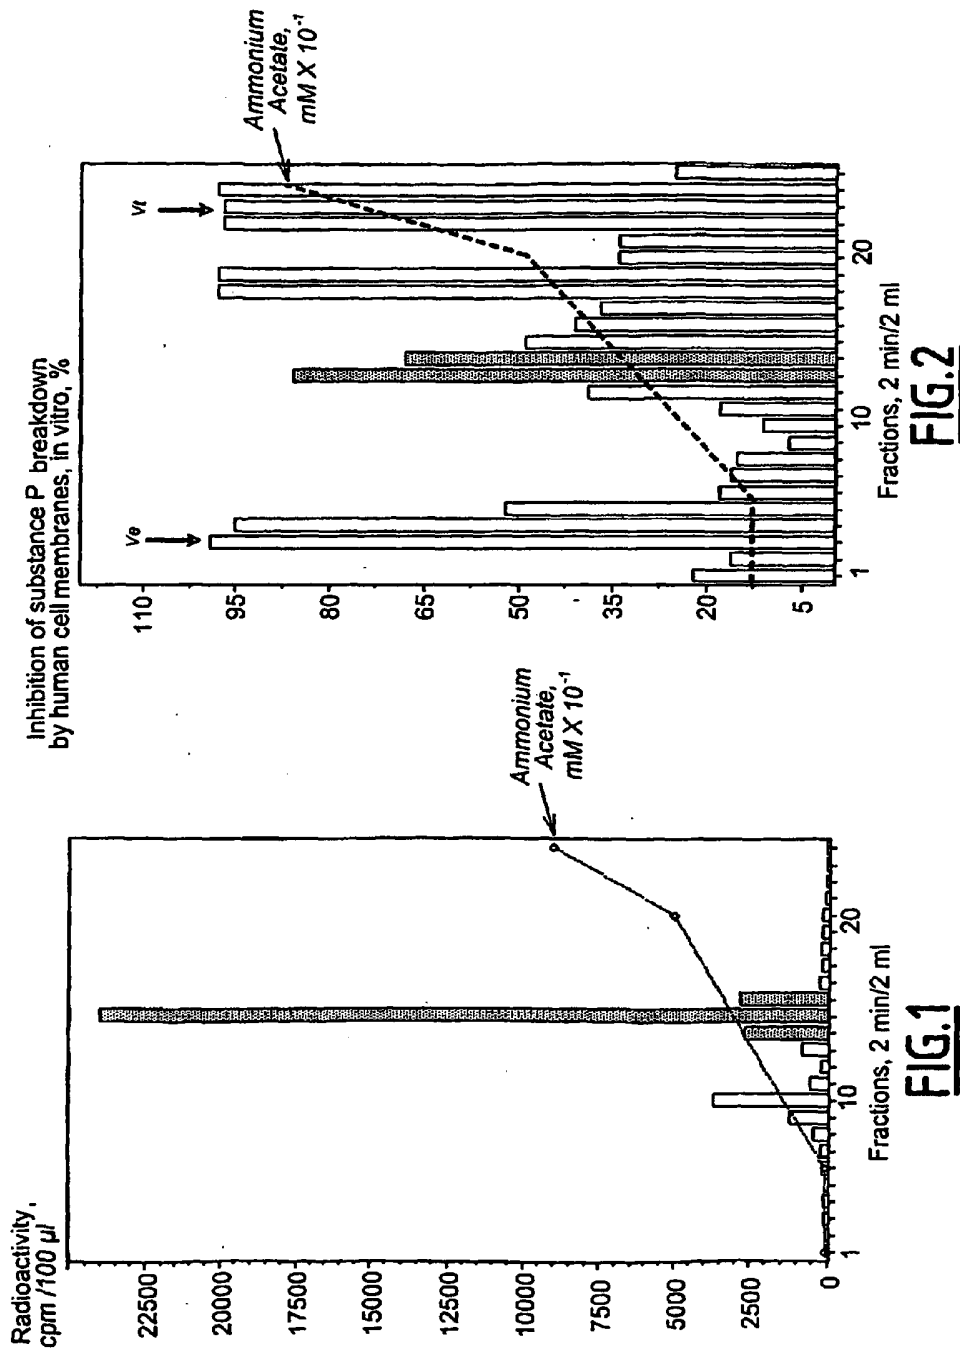 Radioactivity,
cpm /100 µl
22500
20000
17500
15000
12500
10000
7500
5000
2500
0
1
10
20
Fractions, 2 min/2 ml
Ammonium
Acetate,
mM X 10⁻¹
FIG.1
Inhibition of substance P breakdown
by human cell membranes, in vitro, %
110
95
80
65
50
35
20
5
1
10
20
Fractions, 2 min/2 ml
Ve
Vt
Ammonium
Acetate,
mM X 10⁻¹
FIG.2